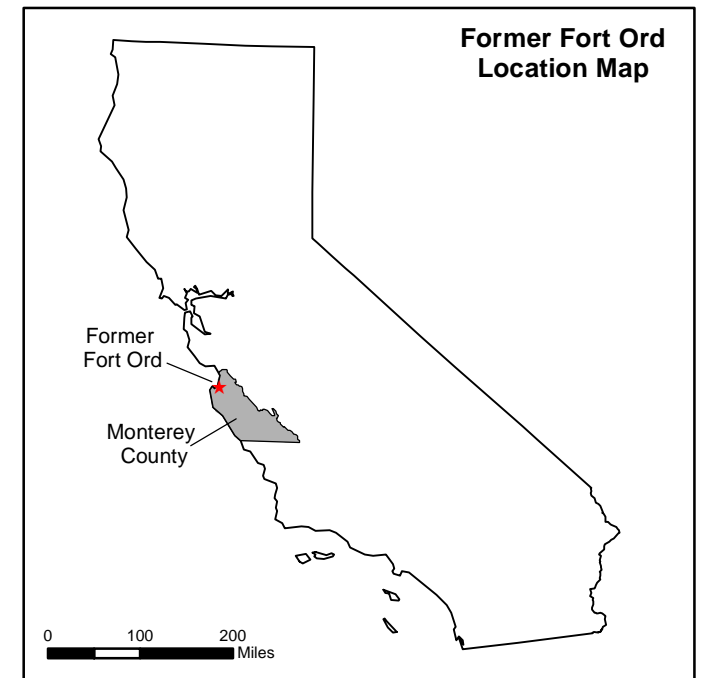 Former Fort Ord
Location Map
Former
Fort Ord
Monterey
County
0 100 200
Miles